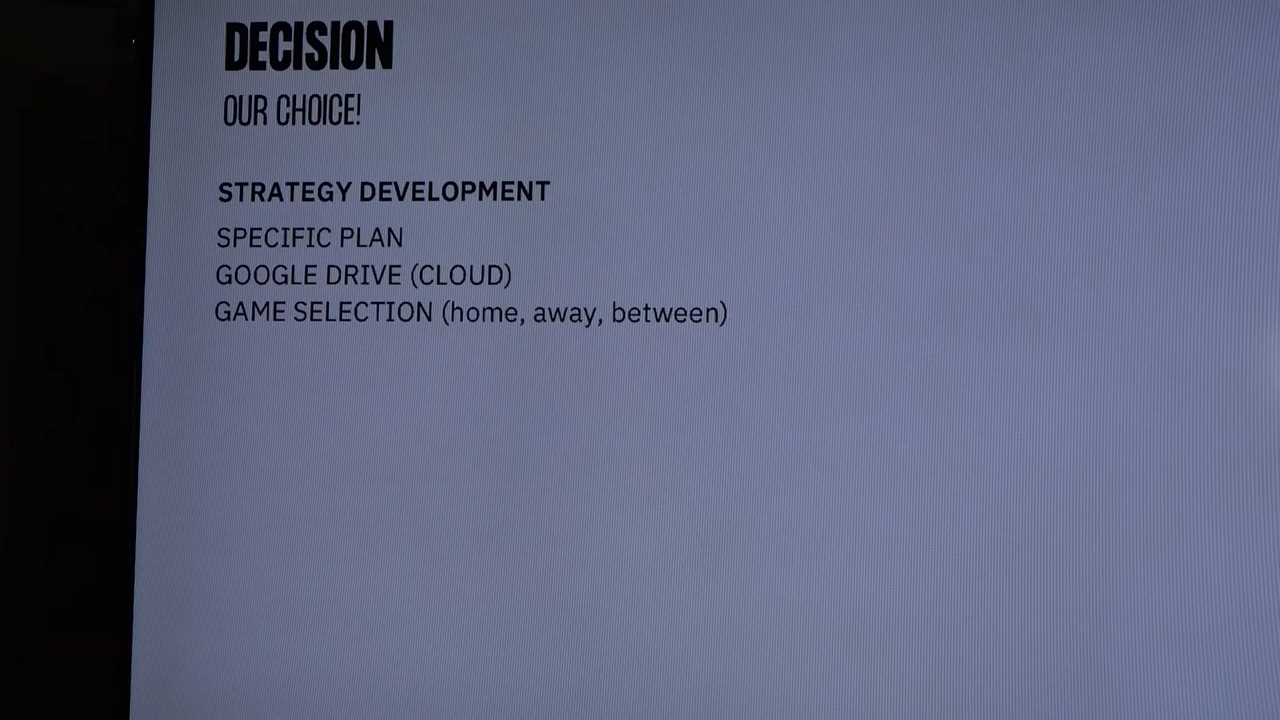 DECISION
OUR CHOICE!
STRATEGY DEVELOPMENT
SPECIFIC PLAN
GOOGLE DRIVE (CLOUD)
GAME SELECTION (home, away, between)